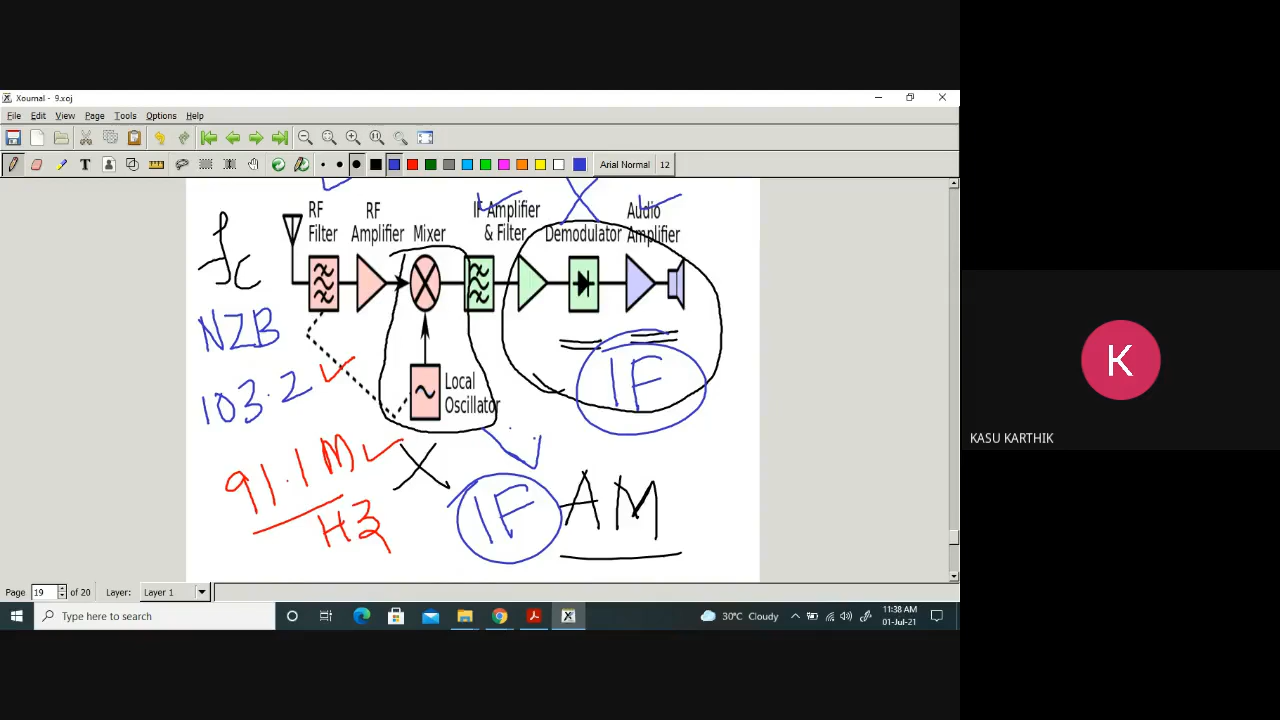 Xournal - 9.xoj
File Edit View Page Tools Options Help
Arial Normal 12
RF Filter
RF Amplifier
Mixer
IF Amplifier & Filter
Demodulator
Audio Amplifier
Local Oscillator
fc
NZB
103.2
91.1 M
Hz
IF
IF
AM
KASU KARTHIK
K
Page 19 of 20 Layer: Layer 1
Type here to search
30°C Cloudy
11:38 AM
01-Jul-21